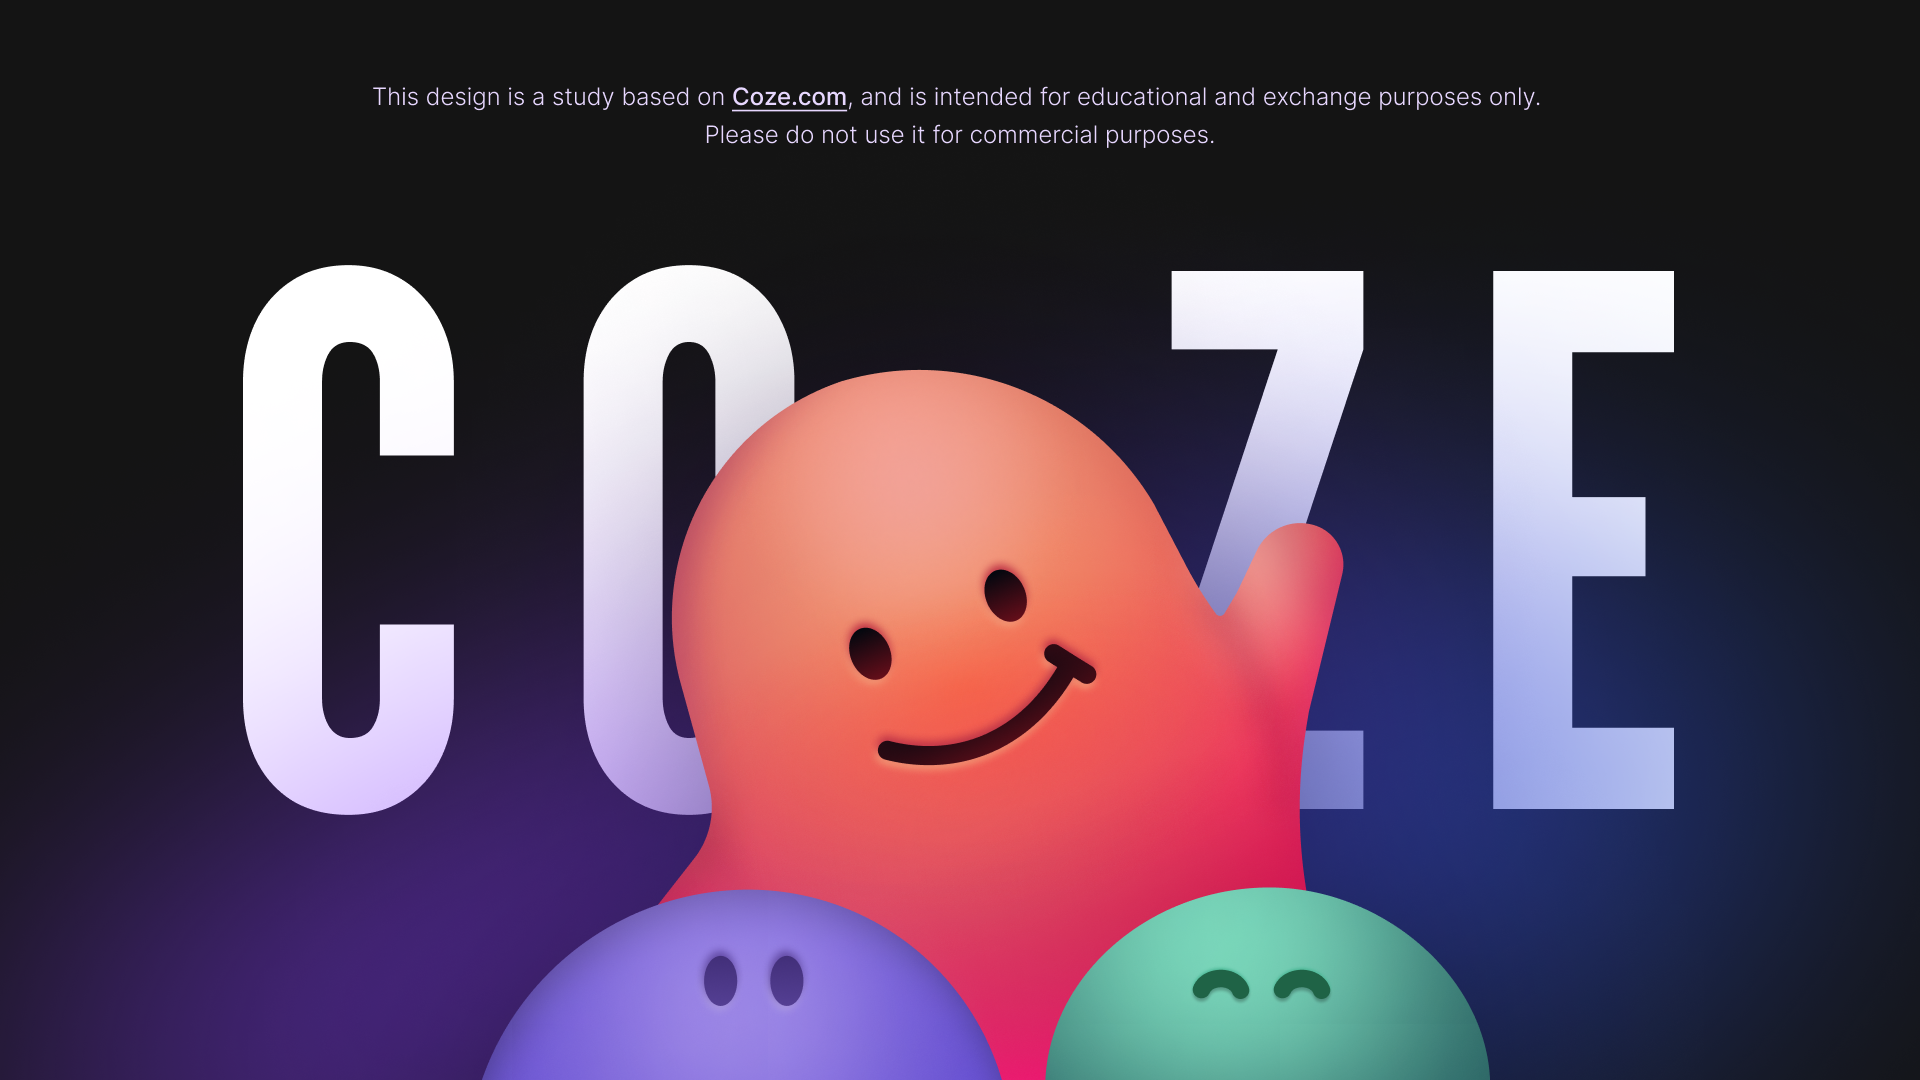 This design is a study based on Coze.com, and is intended for educational and exchange purposes only.
Please do not use it for commercial purposes.
COZE